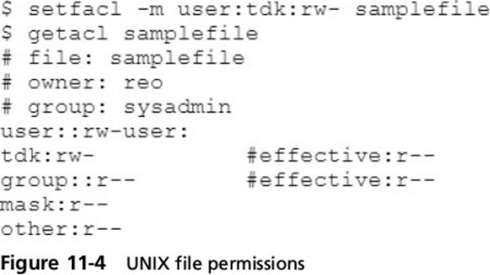 $ setfacl -m user:tdk:rw- samplefile
$ getacl samplefile
# file: samplefile
# owner: reo
# group: sysadmin
user::rw-user:
tdk:rw- #effective:r--
group::r-- #effective:r--
mask:r--
other:r--
Figure 11-4 UNIX file permissions